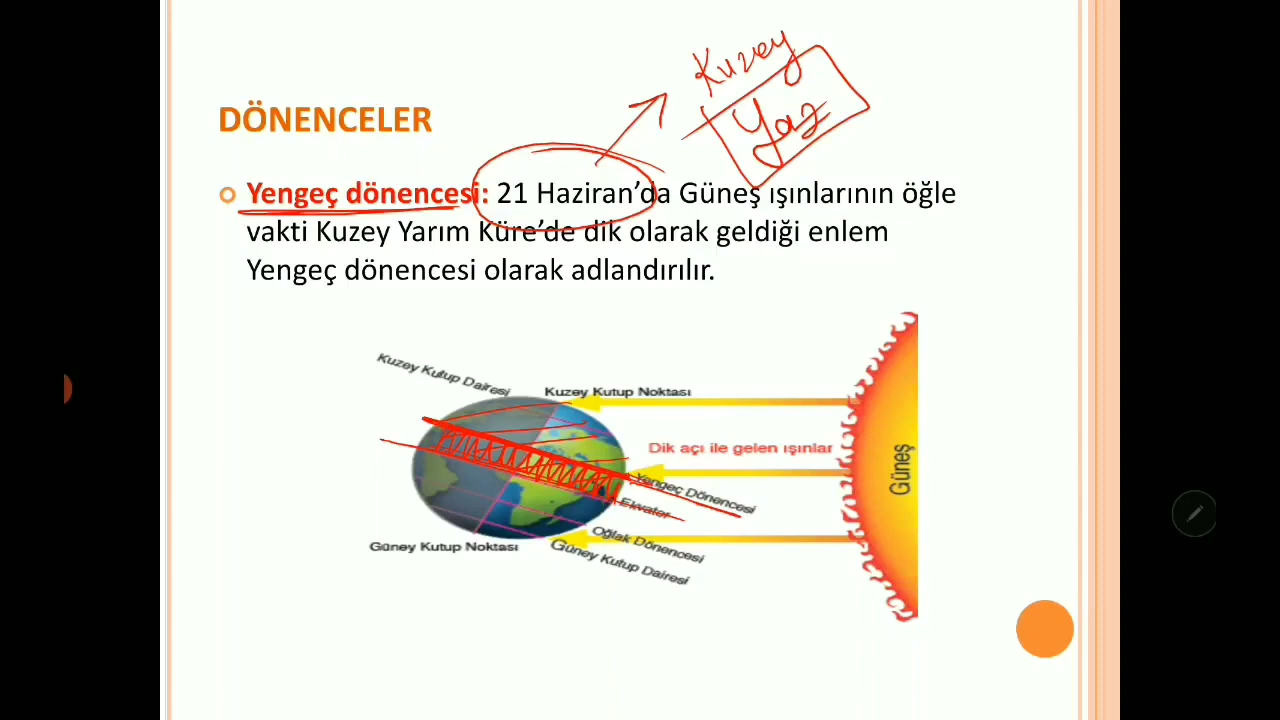 Kuzey
Yaz
DÖNENCELER
Yengeç dönencesi: 21 Haziran’da Güneş ışınlarının öğle
vakti Kuzey Yarım Küre’de dik olarak geldiği enlem
Yengeç dönencesi olarak adlandırılır.
Kuzey Kutup Dairesi
Kuzey Kutup Noktası
Dik açı ile gelen ışınlar
Güneş
Yengeç Dönencesi
Ekvator
Oğlak Dönencesi
Güney Kutup Noktası
Güney Kutup Dairesi